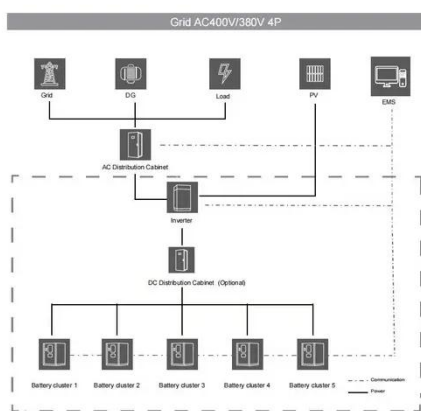 Grid AC400V/380V 4P
Grid
DG
Load
PV
EMS
AC Distribution Cabinet
Inverter
DC Distribution Cabinet (Optional)
Battery cluster 1
Battery cluster 2
Battery cluster 3
Battery cluster 4
Battery cluster 5
Communication
Power